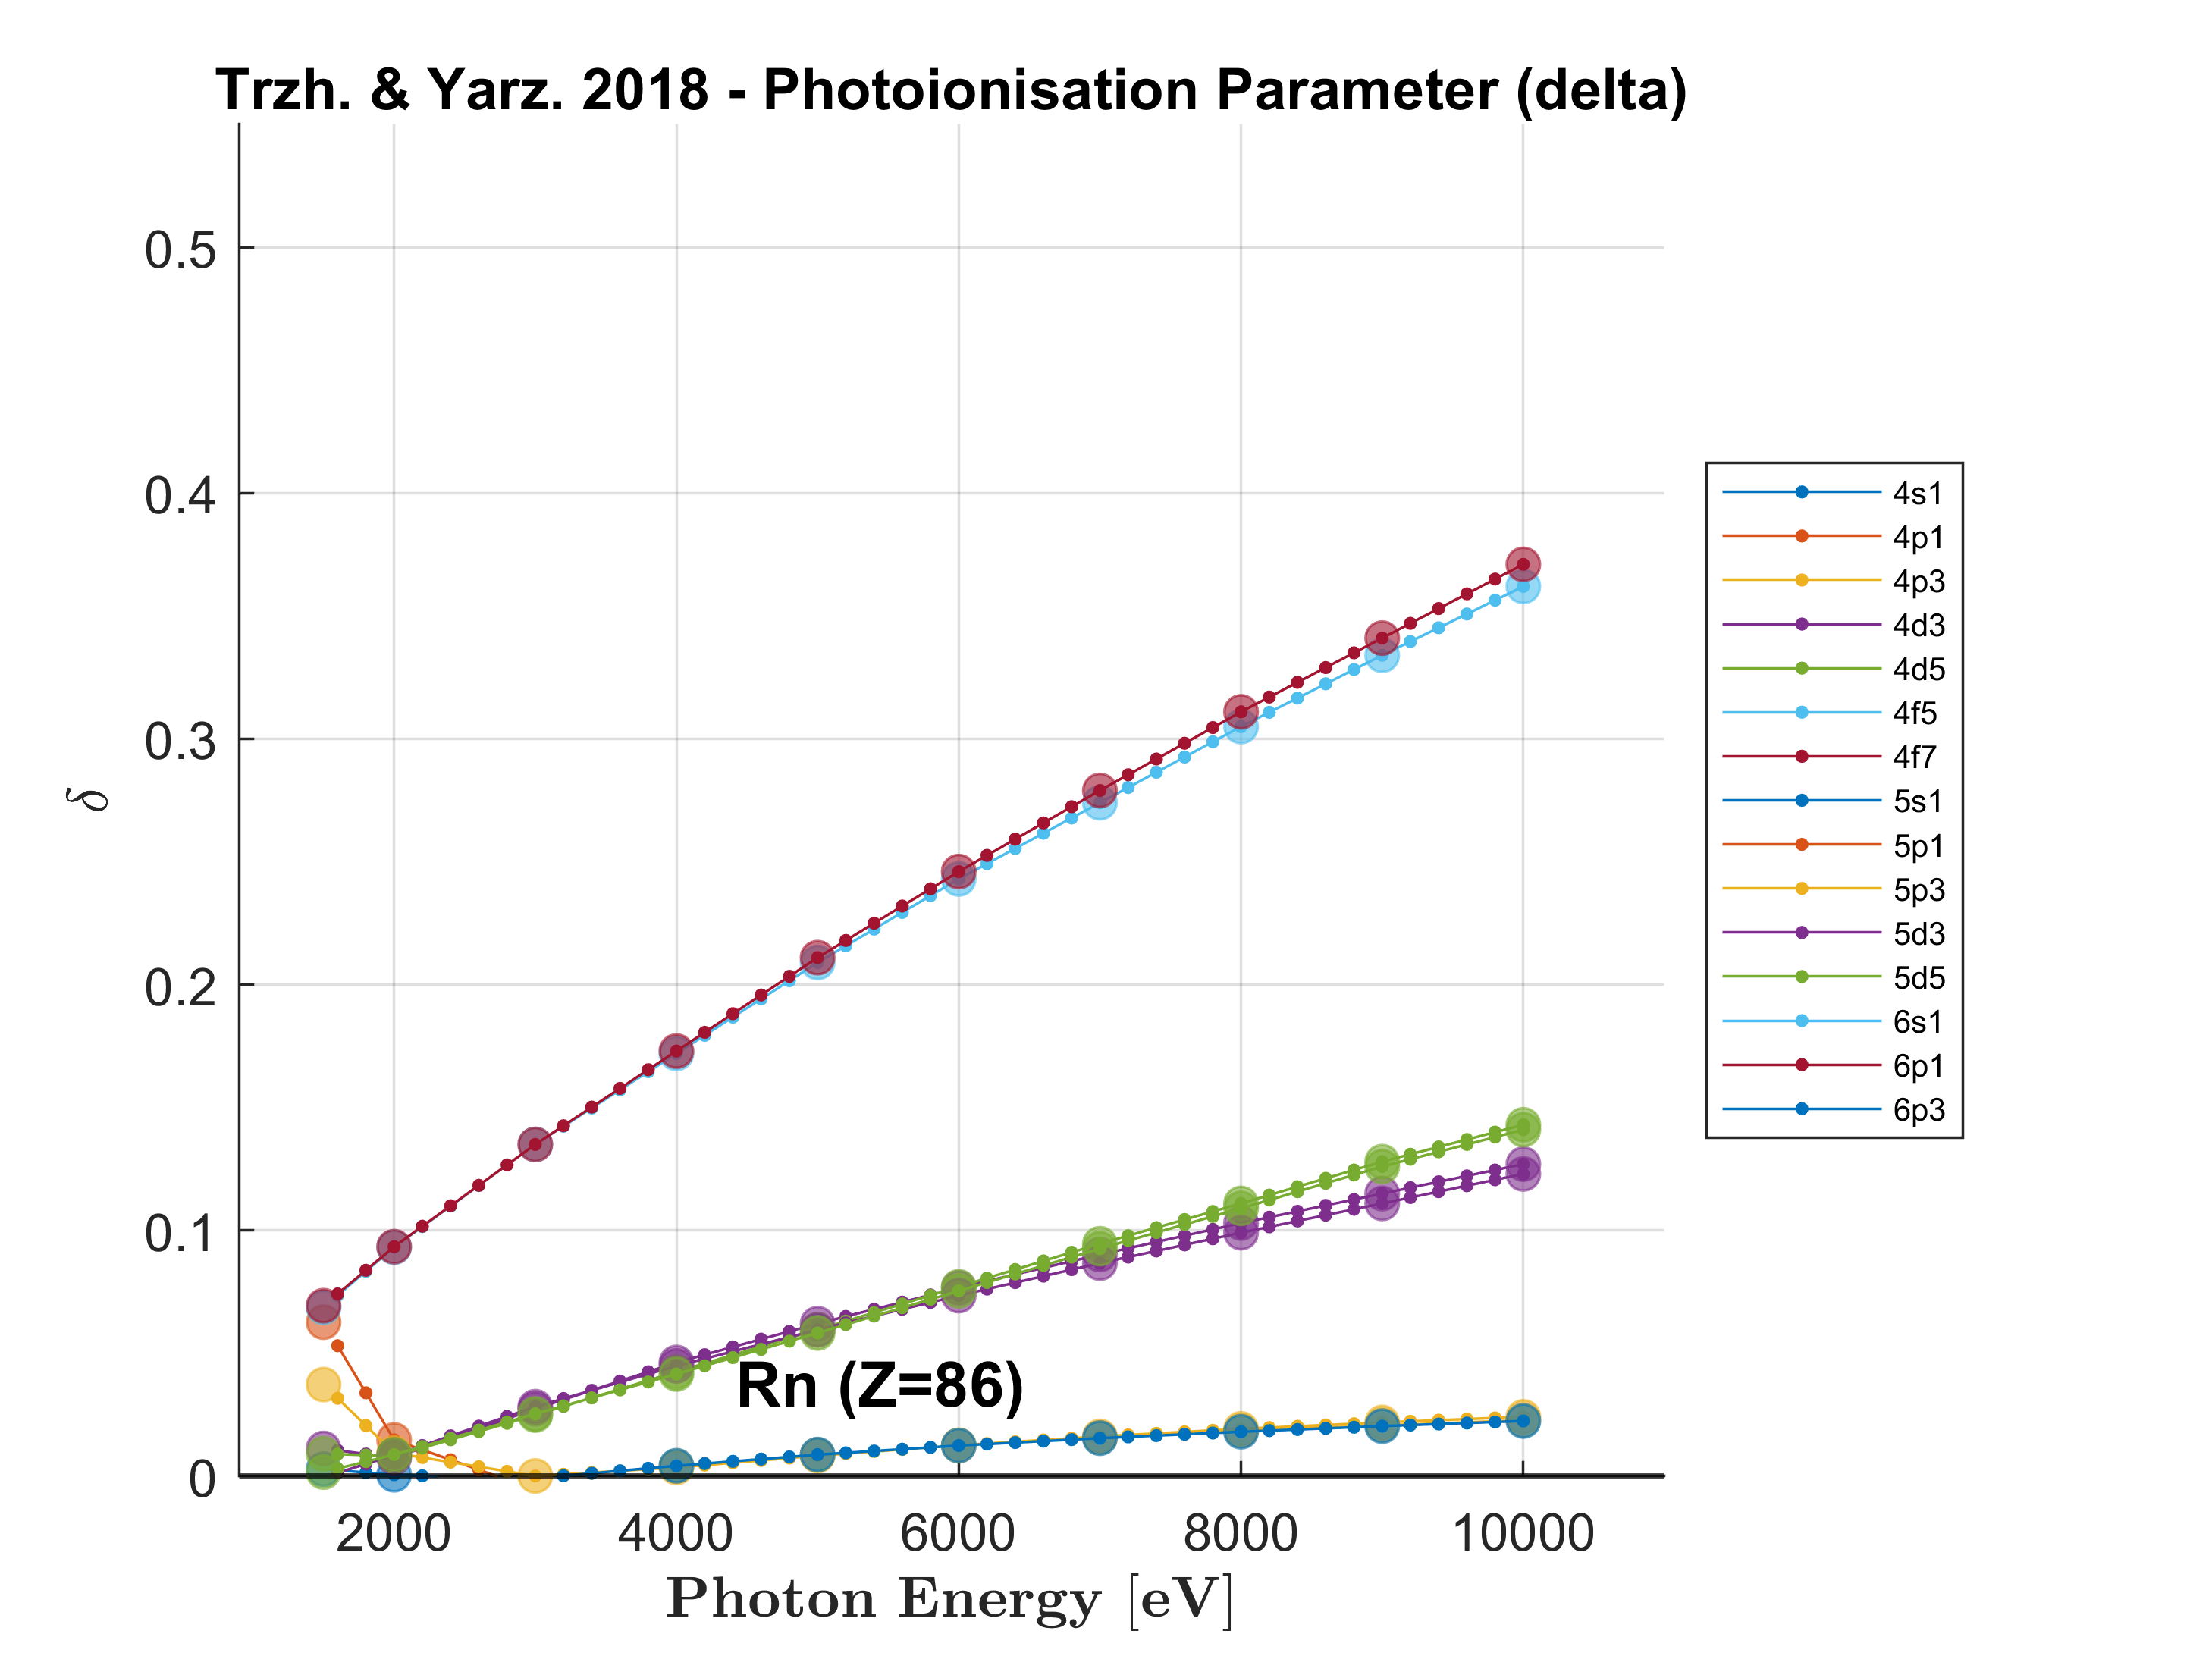 Trzh. & Yarz. 2018 - Photoionisation Parameter (delta)
0.5
0.4
0.3
0.2
0.1
0
δ
2000 4000 6000 8000 10000
Photon Energy [eV]
Rn (Z=86)
4s1
4p1
4p3
4d3
4d5
4f5
4f7
5s1
5p1
5p3
5d3
5d5
6s1
6p1
6p3